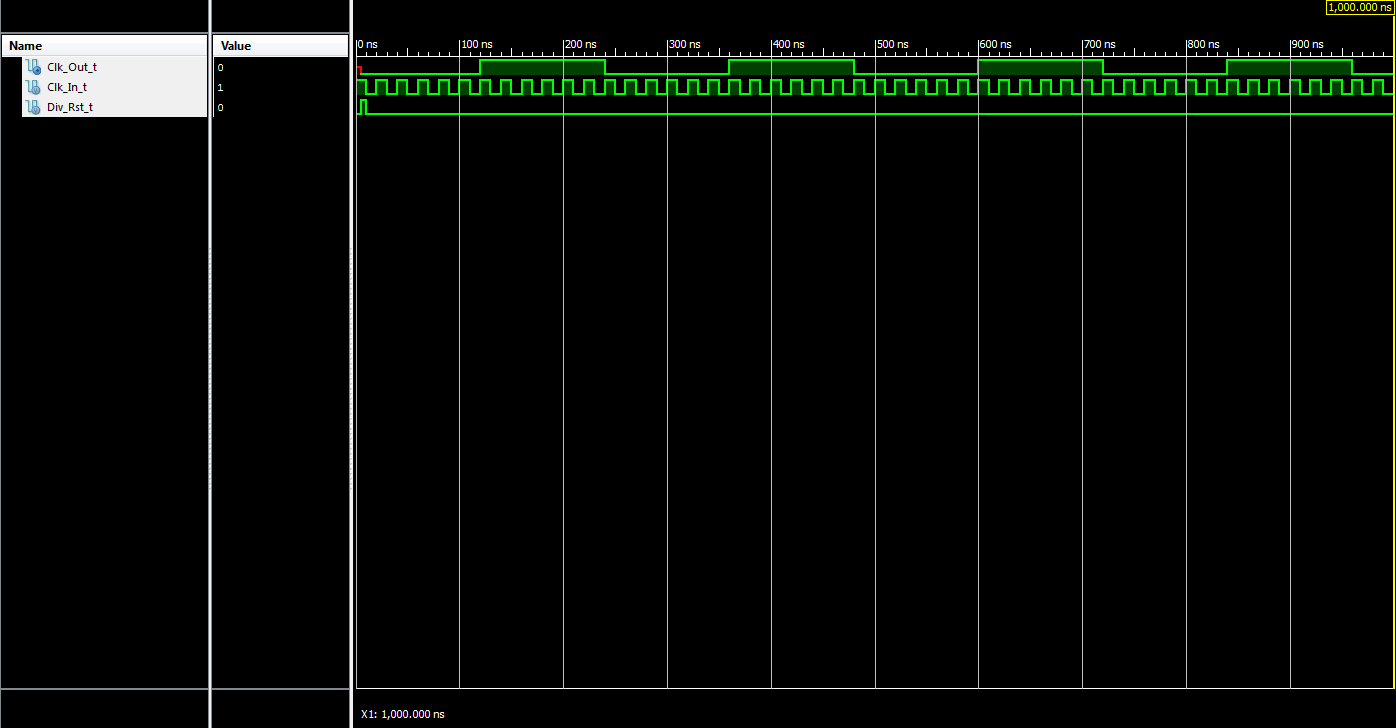 1,000.000 ns
Name Value
0 ns 100 ns 200 ns 300 ns 400 ns 500 ns 600 ns 700 ns 800 ns 900 ns
Clk_Out_t 0
Clk_In_t 1
Div_Rst_t 0
X1: 1,000.000 ns